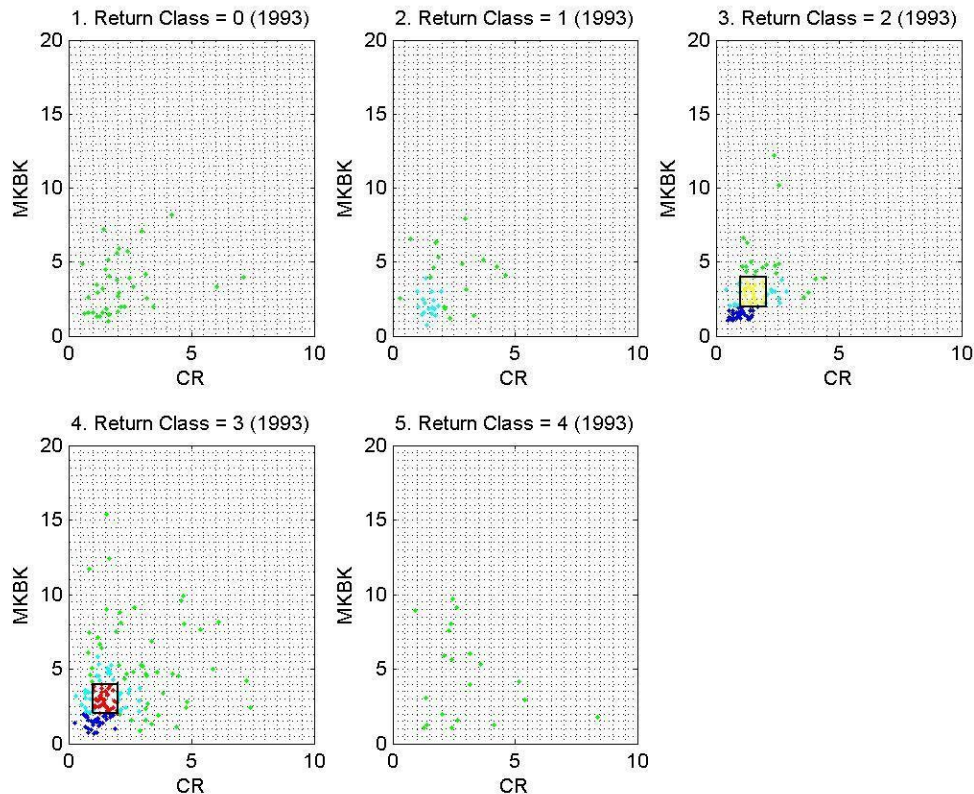 1. Return Class = 0 (1993)
20
15
10
5
0
MKBK
0 5 10
CR
2. Return Class = 1 (1993)
20
15
10
5
0
MKBK
0 5 10
CR
3. Return Class = 2 (1993)
20
15
10
5
0
MKBK
0 5 10
CR
4. Return Class = 3 (1993)
20
15
10
5
0
MKBK
0 5 10
CR
5. Return Class = 4 (1993)
20
15
10
5
0
MKBK
0 5 10
CR